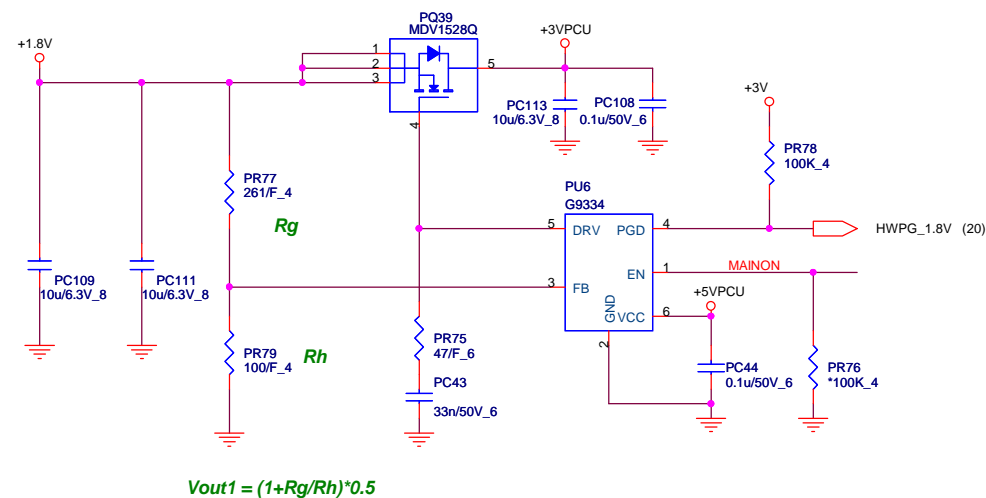 PQ39
MDV1528Q
+1.8V
+3VPCU
1
2
3
5
4
PC113
10u/6.3V_8
PC108
0.1u/50V_6
+3V
PR78
100K_4
PR77
261/F_4
Rg
PU6
G9334
5
DRV
PGD
4
HWPG_1.8V (20)
EN
1
MAINON
3
FB
+5VPCU
GND
VCC
6
2
PC109
10u/6.3V_8
PC111
10u/6.3V_8
PR79
100/F_4
Rh
PR75
47/F_6
PC43
33n/50V_6
PC44
0.1u/50V_6
PR76
*100K_4
Vout1 = (1+Rg/Rh)*0.5